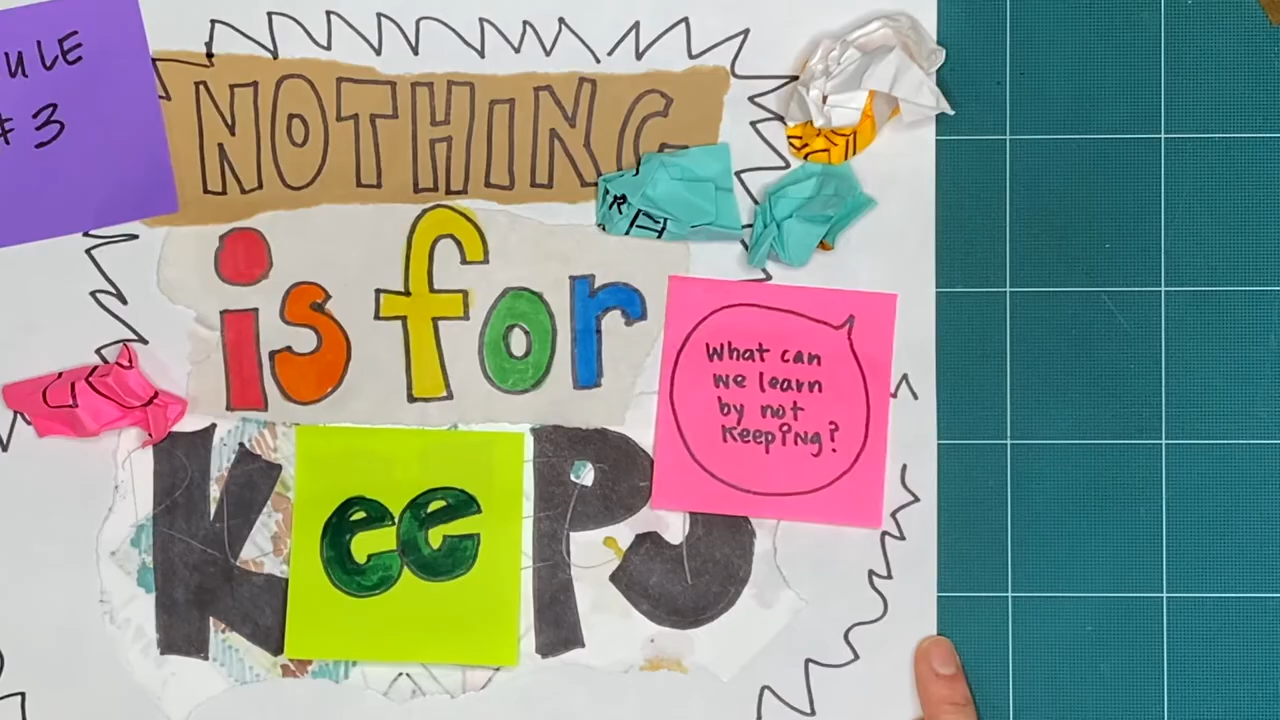 ULE
#3
NOTHING
is for
KeePS
What can
we learn
by not
KeepiNg?